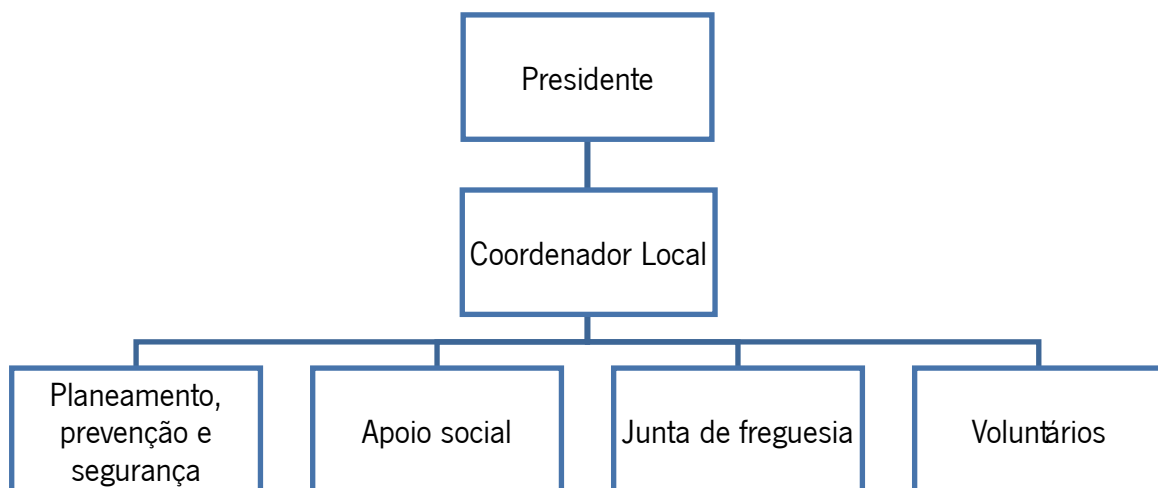 Presidente
Coordenador Local
Planeamento,
prevenção e
segurança
Apoio social
Junta de freguesia
Voluntários